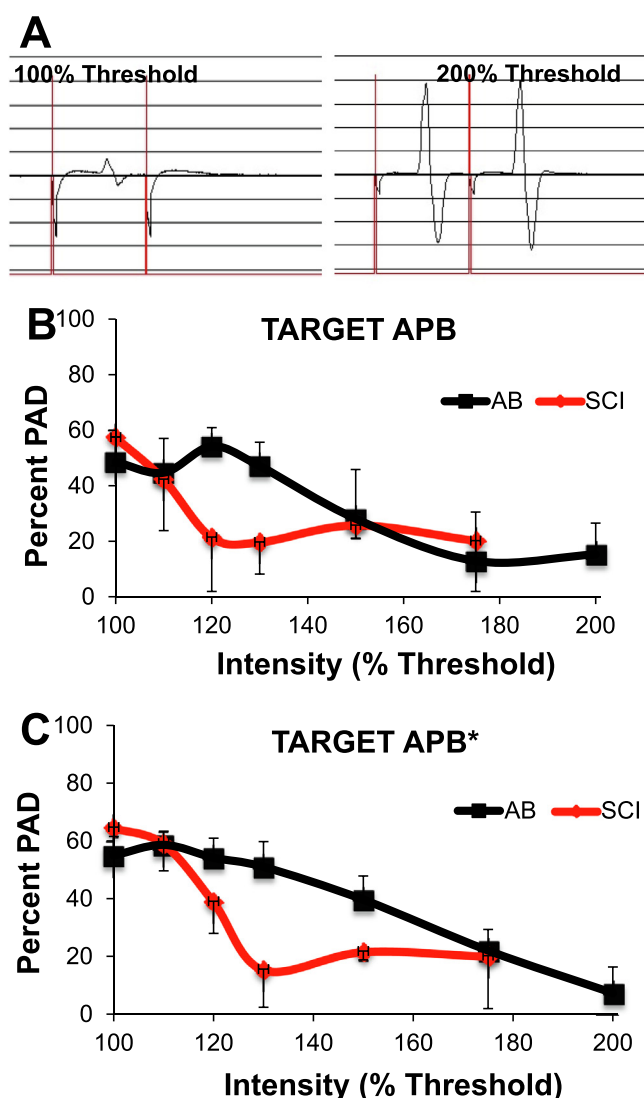 A
100% Threshold
200% Threshold
B
TARGET APB
AB SCI
Percent PAD
100
80
60
40
20
0
100 120 140 160 180 200
Intensity (% Threshold)
C
TARGET APB*
AB SCI
Percent PAD
100
80
60
40
20
0
100 120 140 160 180 200
Intensity (% Threshold)